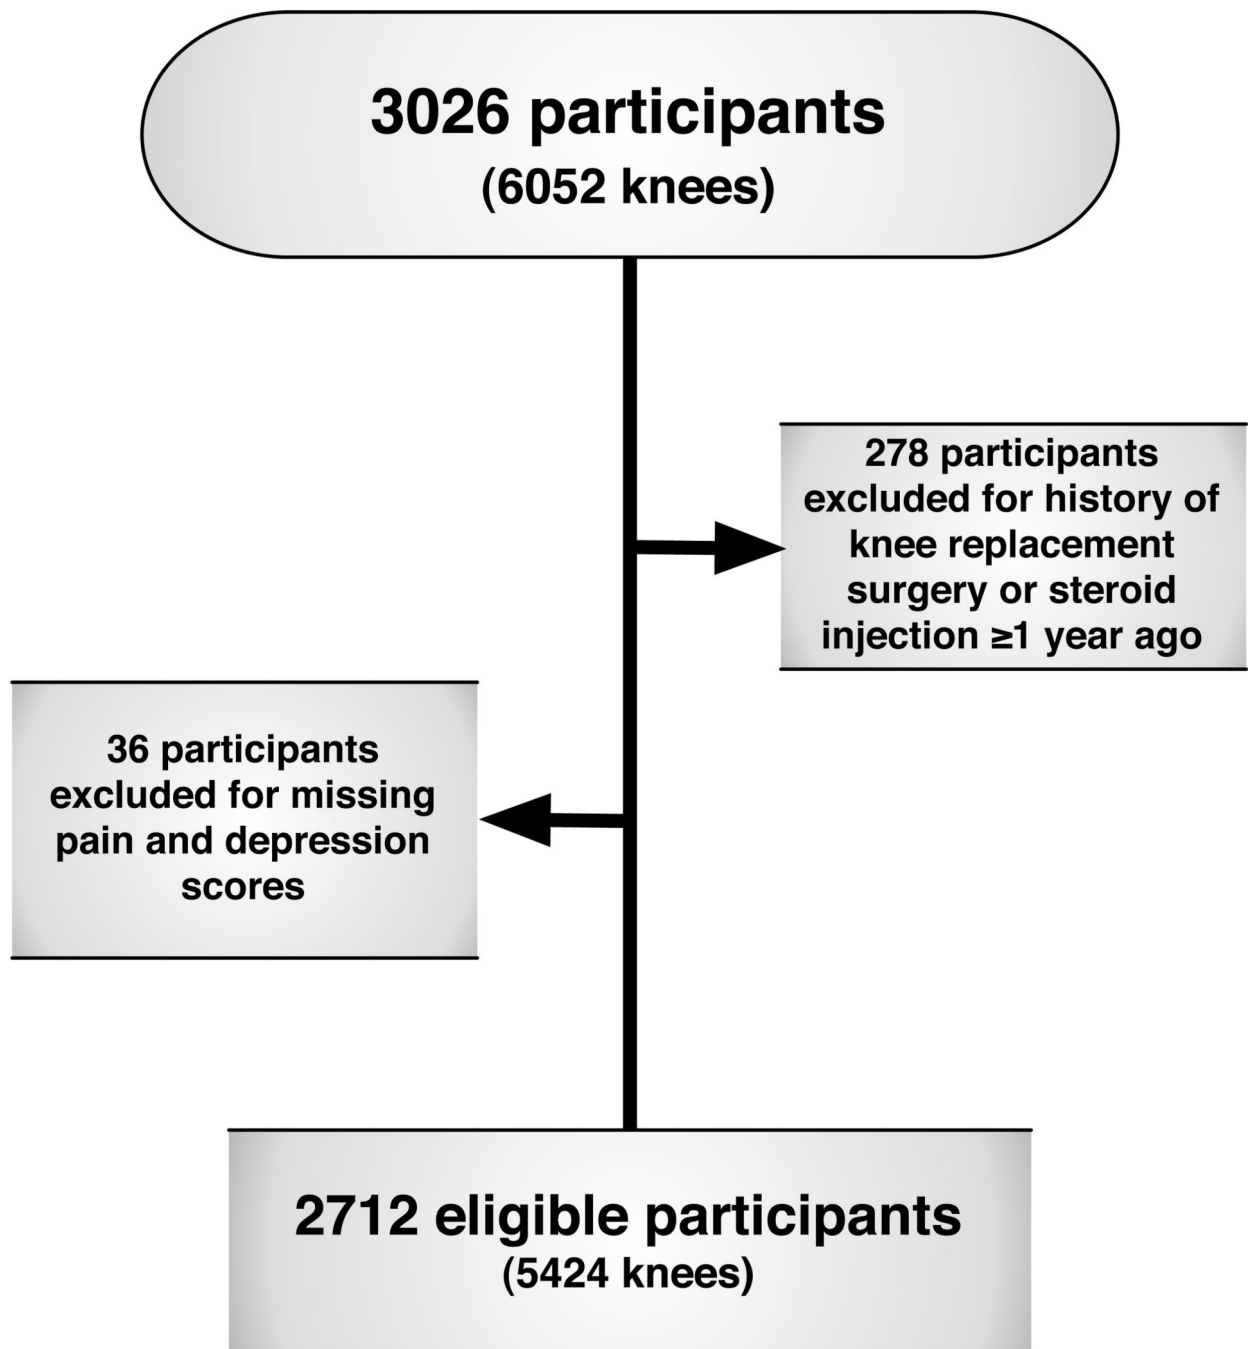 3026 participants
(6052 knees)
278 participants
excluded for history of
knee replacement
surgery or steroid
injection ≥1 year ago
36 participants
excluded for missing
pain and depression
scores
2712 eligible participants
(5424 knees)